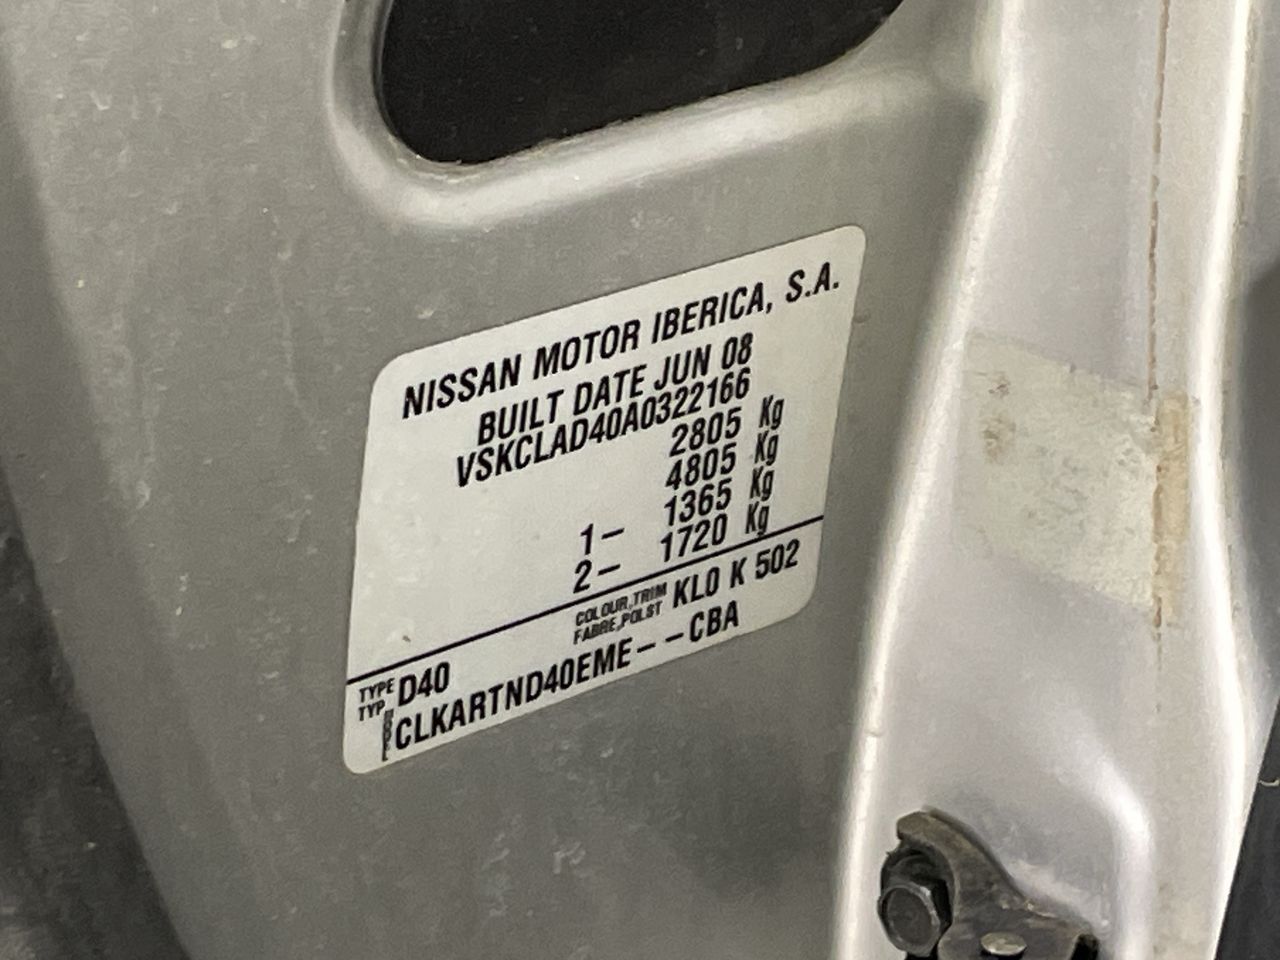 NISSAN MOTOR IBERICA, S.A.
BUILT DATE JUN 08
VSKCLAD40A0322166
2805 Kg
4805 Kg
1- 1365 Kg
2- 1720 Kg
COLOUR,TRIM KL0 K 502
FABRE,POLST
TYPE D40
TYP
MODEL CLKARTND40EME--CBA